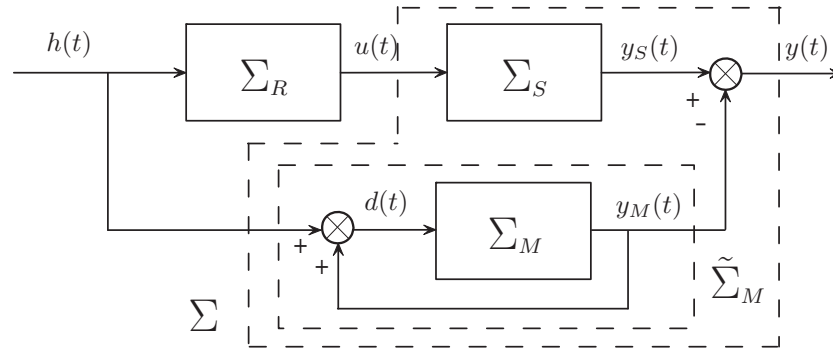 h(t) Σ_R u(t) Σ_S y_S(t) y(t)
+
-
d(t) Σ_M y_M(t)
+
+
Σ Σ̃_M